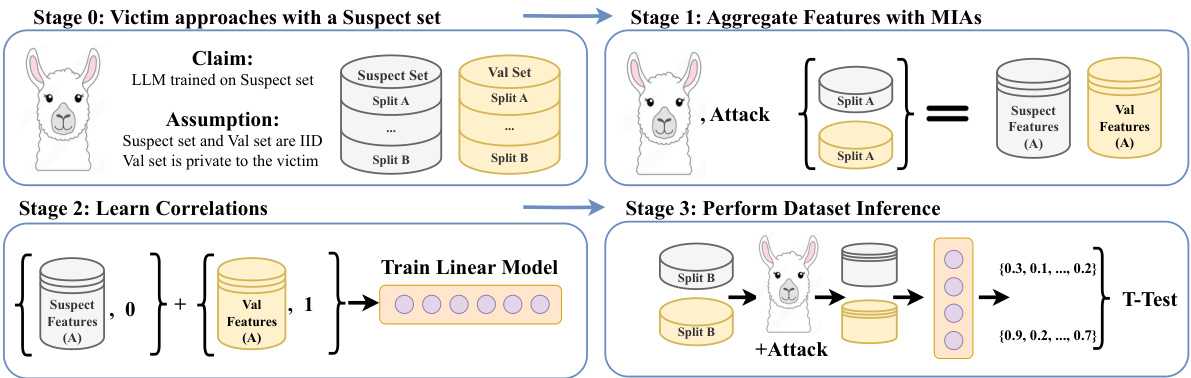 Stage 0: Victim approaches with a Suspect set
Claim:
LLM trained on Suspect set
Assumption:
Suspect set and Val set are IID
Val set is private to the victim
Suspect Set
Split A
...
Split B
Val Set
Split A
...
Split B
Stage 1: Aggregate Features with MIAs
, Attack
{
Split A
Split A
}
=
Suspect
Features
(A)
Val
Features
(A)
Stage 2: Learn Correlations
{
Suspect
Features
(A)
, 0
}
+
{
Val
Features
(A)
, 1
}
Train Linear Model
Stage 3: Perform Dataset Inference
Split B
Split B
+Attack
{0.3, 0.1, ..., 0.2}
{0.9, 0.2, ..., 0.7}
}
T-Test